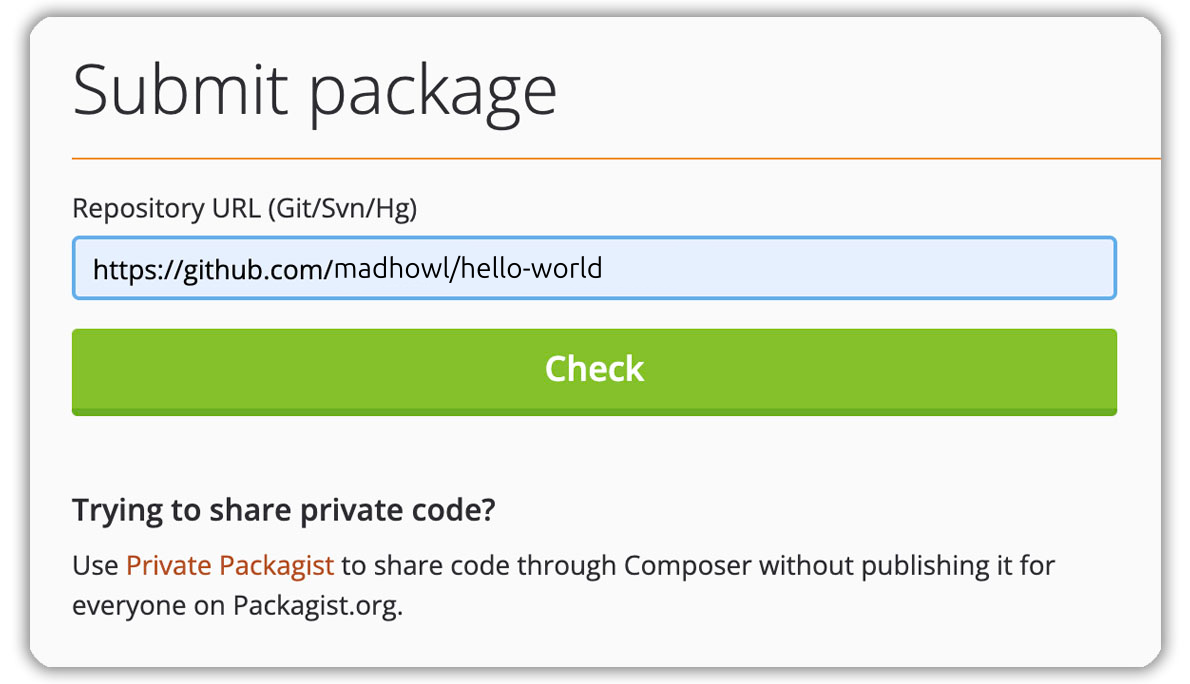 Submit package
Repository URL (Git/Svn/Hg)
https://github.com/madhowl/hello-world
Check
Trying to share private code?
Use Private Packagist to share code through Composer without publishing it for
everyone on Packagist.org.